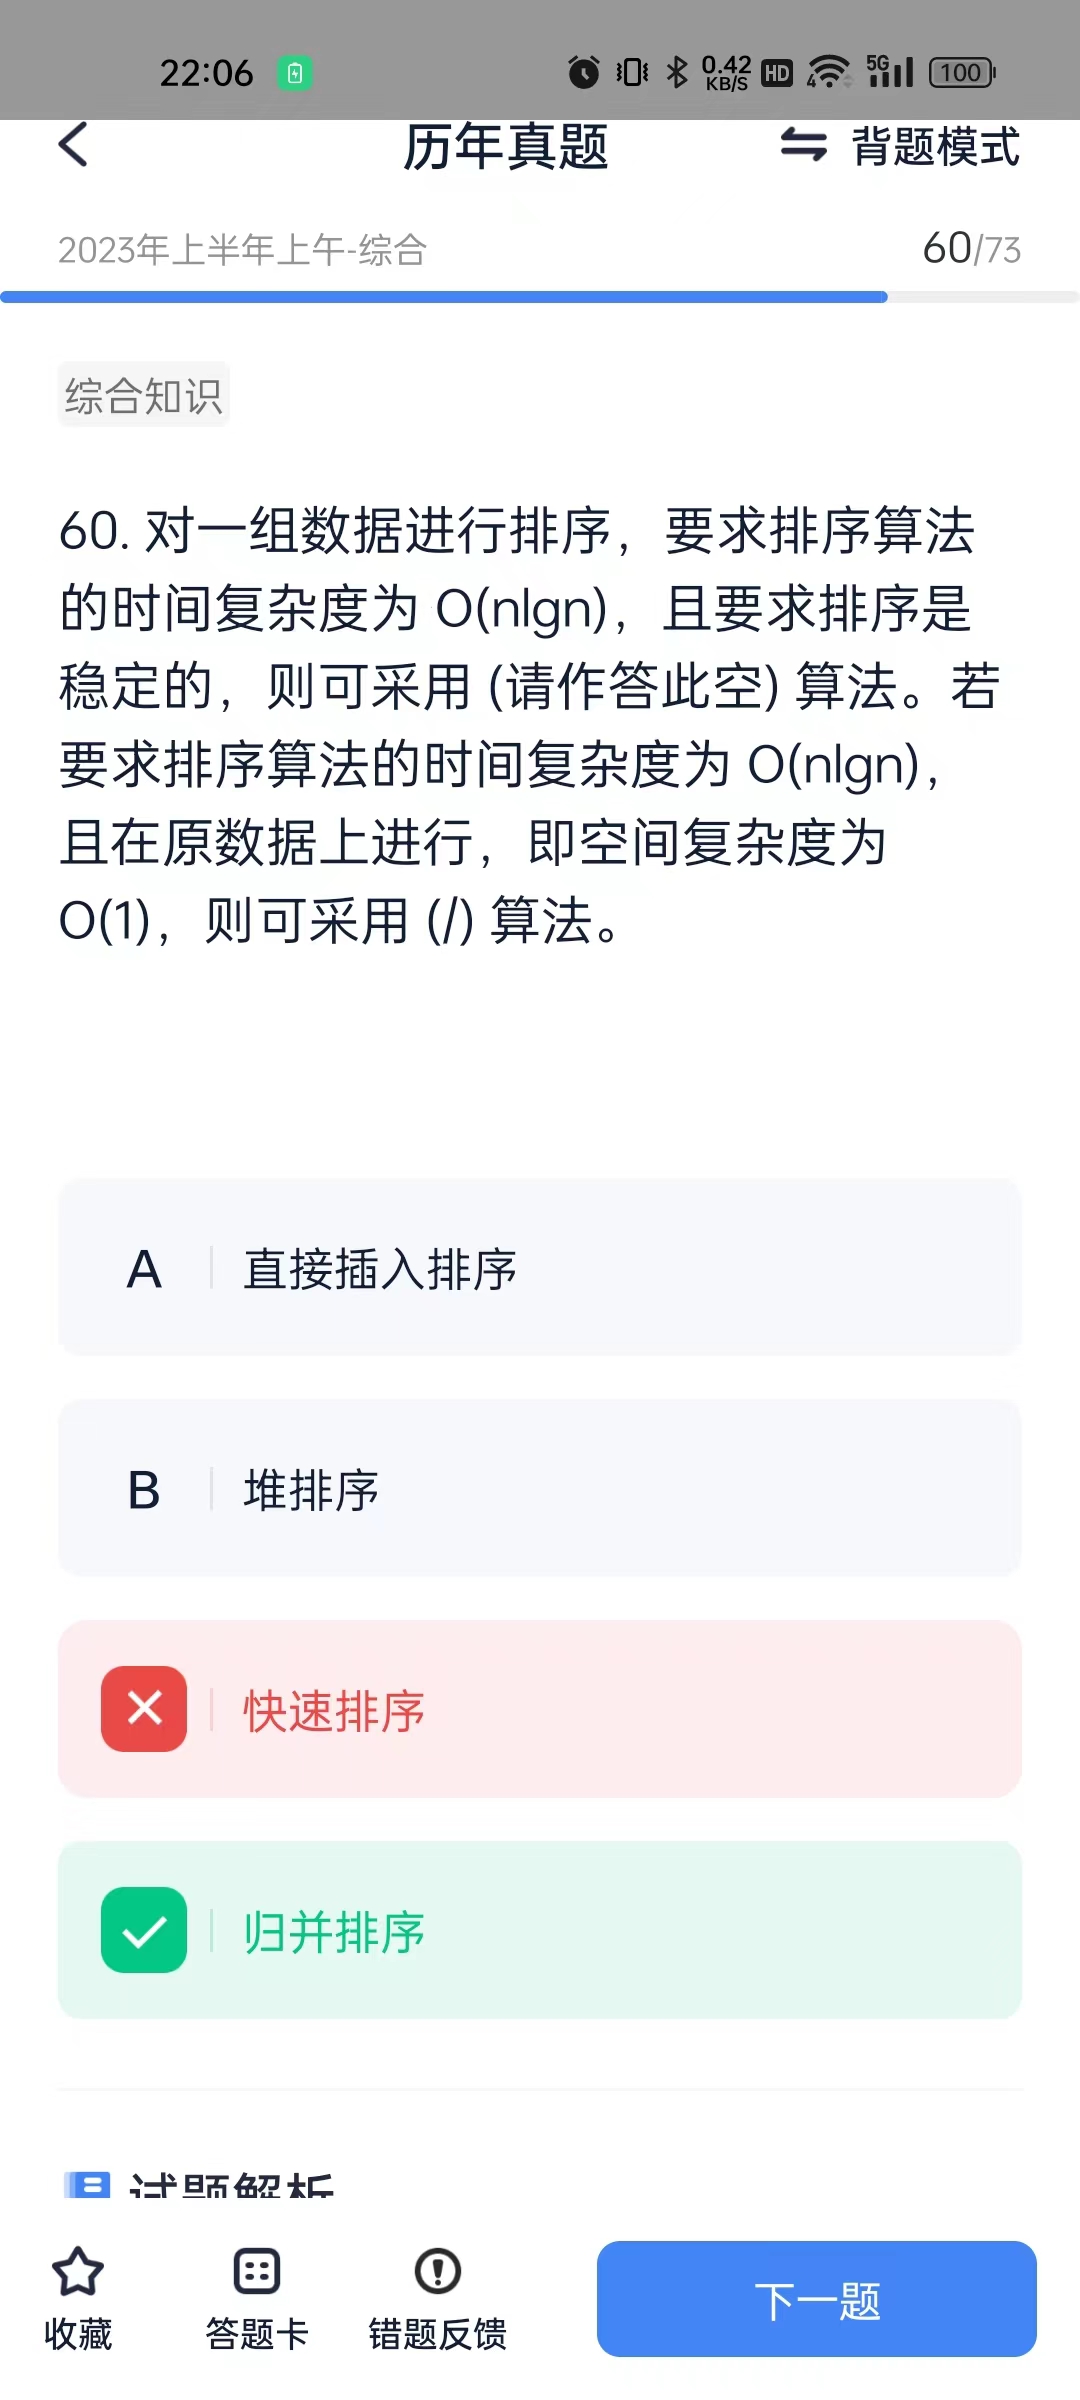 22:06
0.42 KB/S HD 4 5G 100
历年真题
背题模式
2023年上半年上午-综合
60/73
综合知识
60. 对一组数据进行排序，要求排序算法
的时间复杂度为 O(nlgn)，且要求排序是
稳定的，则可采用 (请作答此空) 算法。若
要求排序算法的时间复杂度为 O(nlgn)，
且在原数据上进行，即空间复杂度为
O(1)，则可采用 (/) 算法。
A 直接插入排序
B 堆排序
快速排序
归并排序
试题解析
收藏
答题卡
错题反馈
下一题